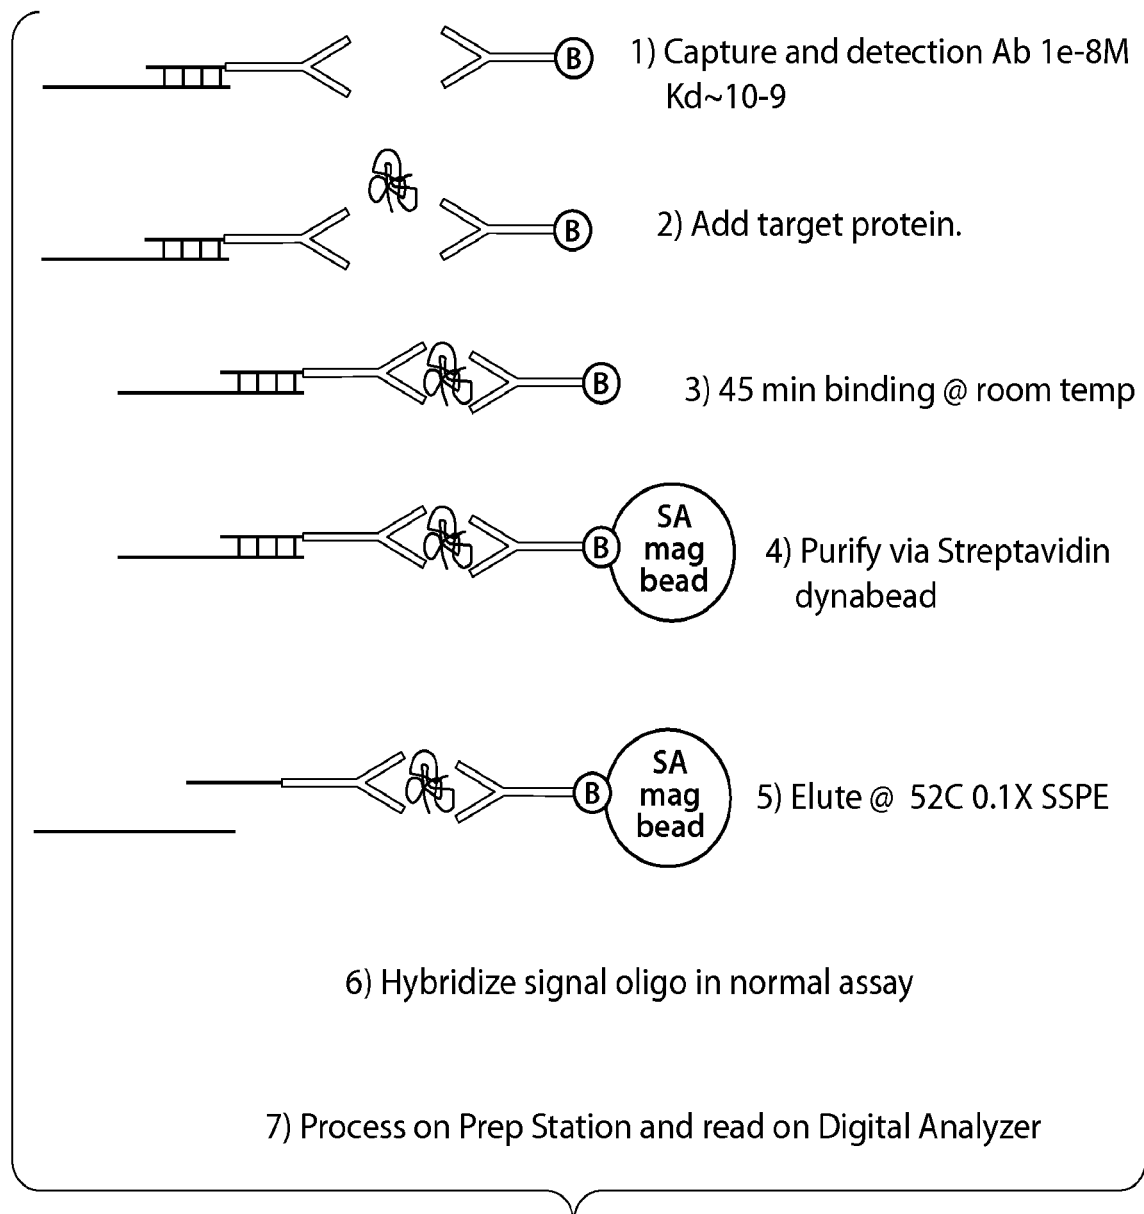 B
1) Capture and detection Ab 1e-8M
Kd~10-9
B
2) Add target protein.
B
3) 45 min binding @ room temp
B
SA
mag
bead
4) Purify via Streptavidin
dynabead
B
SA
mag
bead
5) Elute @ 52C 0.1X SSPE
6) Hybridize signal oligo in normal assay
7) Process on Prep Station and read on Digital Analyzer